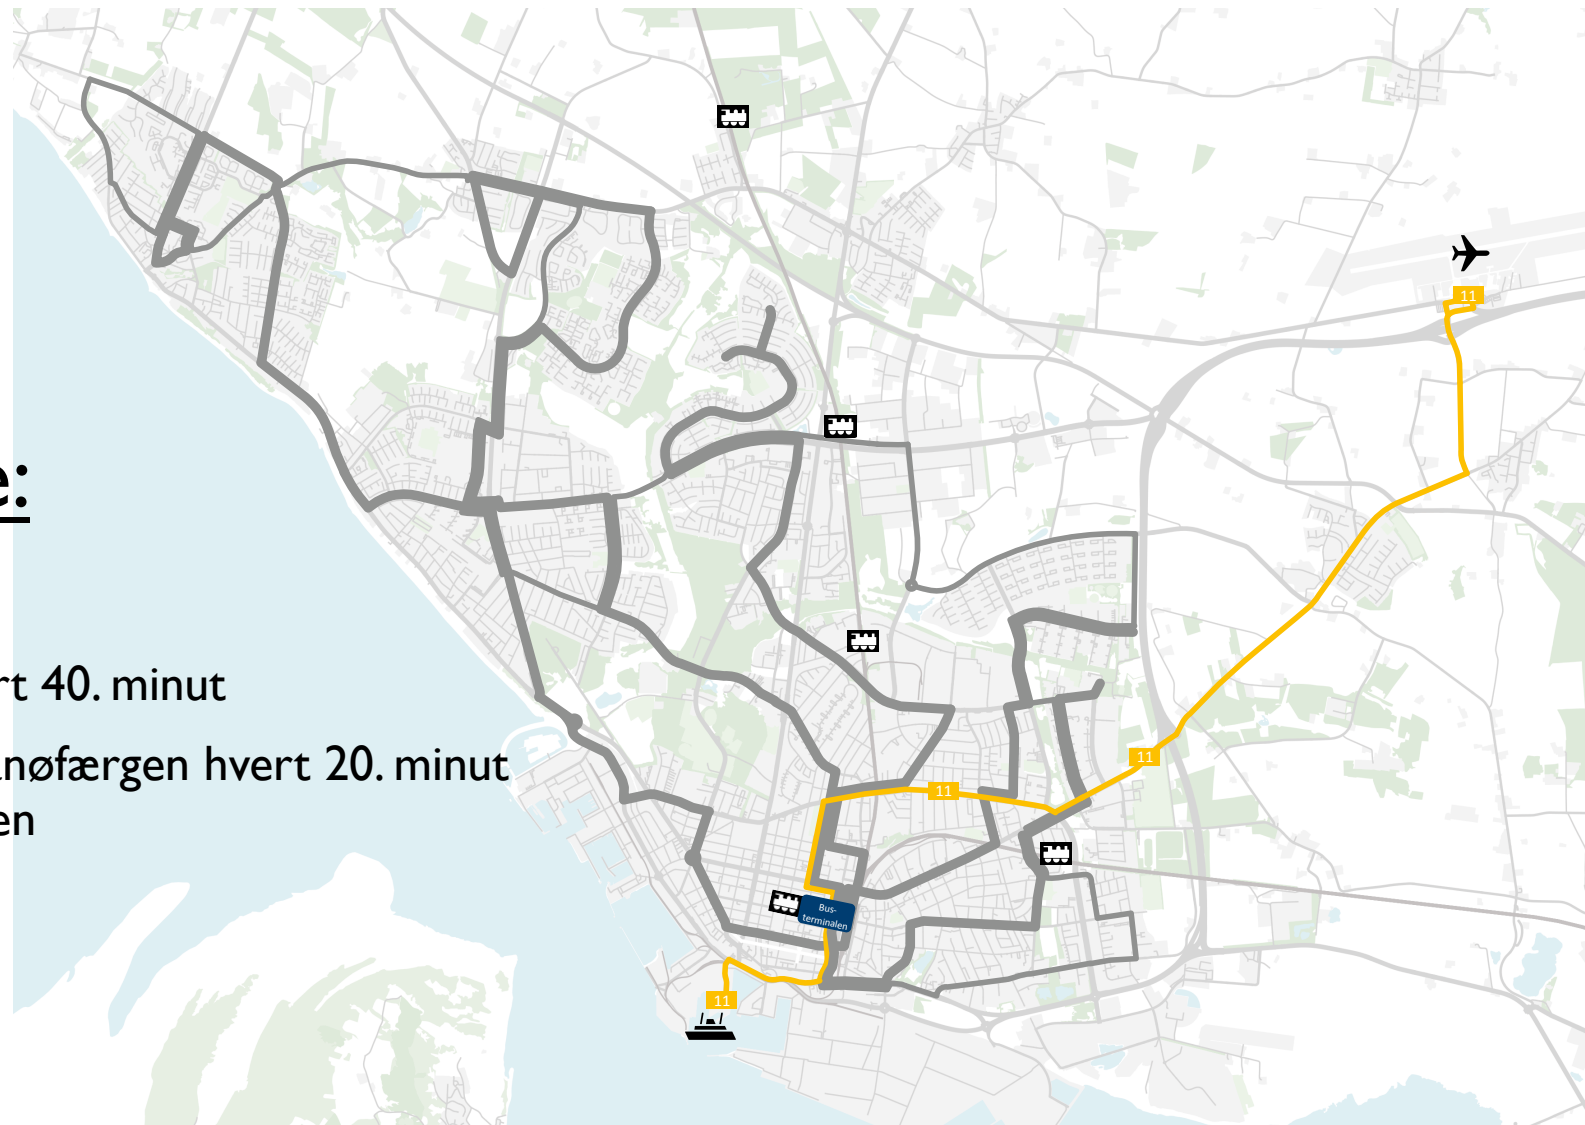 e:
rt 40. minut
nøfærgen hvert 20. minut
en
11
11
11
Bus-
terminalen
11